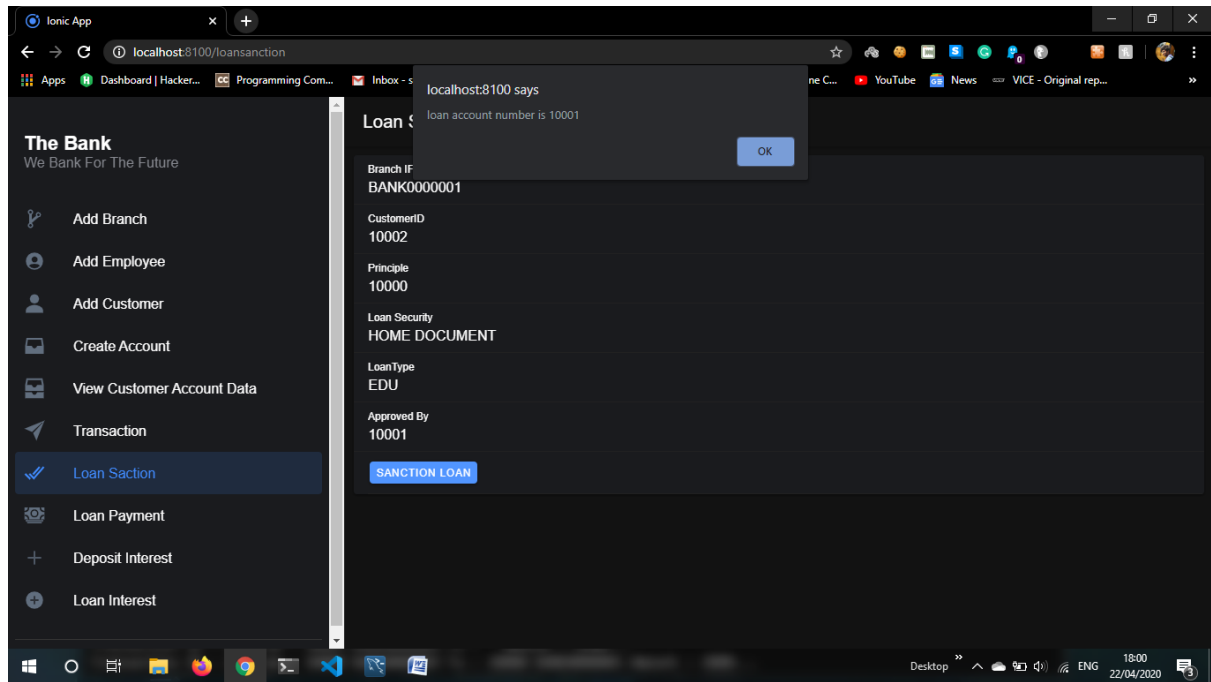 Ionic App
localhost:8100/loansanction
Apps Dashboard | Hacker... Programming Com... Inbox - s ne C... YouTube News VICE - Original rep... »
localhost:8100 says
loan account number is 10001
OK
The Bank
We Bank For The Future
Add Branch
Add Employee
Add Customer
Create Account
View Customer Account Data
Transaction
Loan Saction
Loan Payment
Deposit Interest
Loan Interest
Loan S
Branch IF
BANK0000001
CustomerID
10002
Principle
10000
Loan Security
HOME DOCUMENT
LoanType
EDU
Approved By
10001
SANCTION LOAN
Desktop » ENG 18:00
22/04/2020